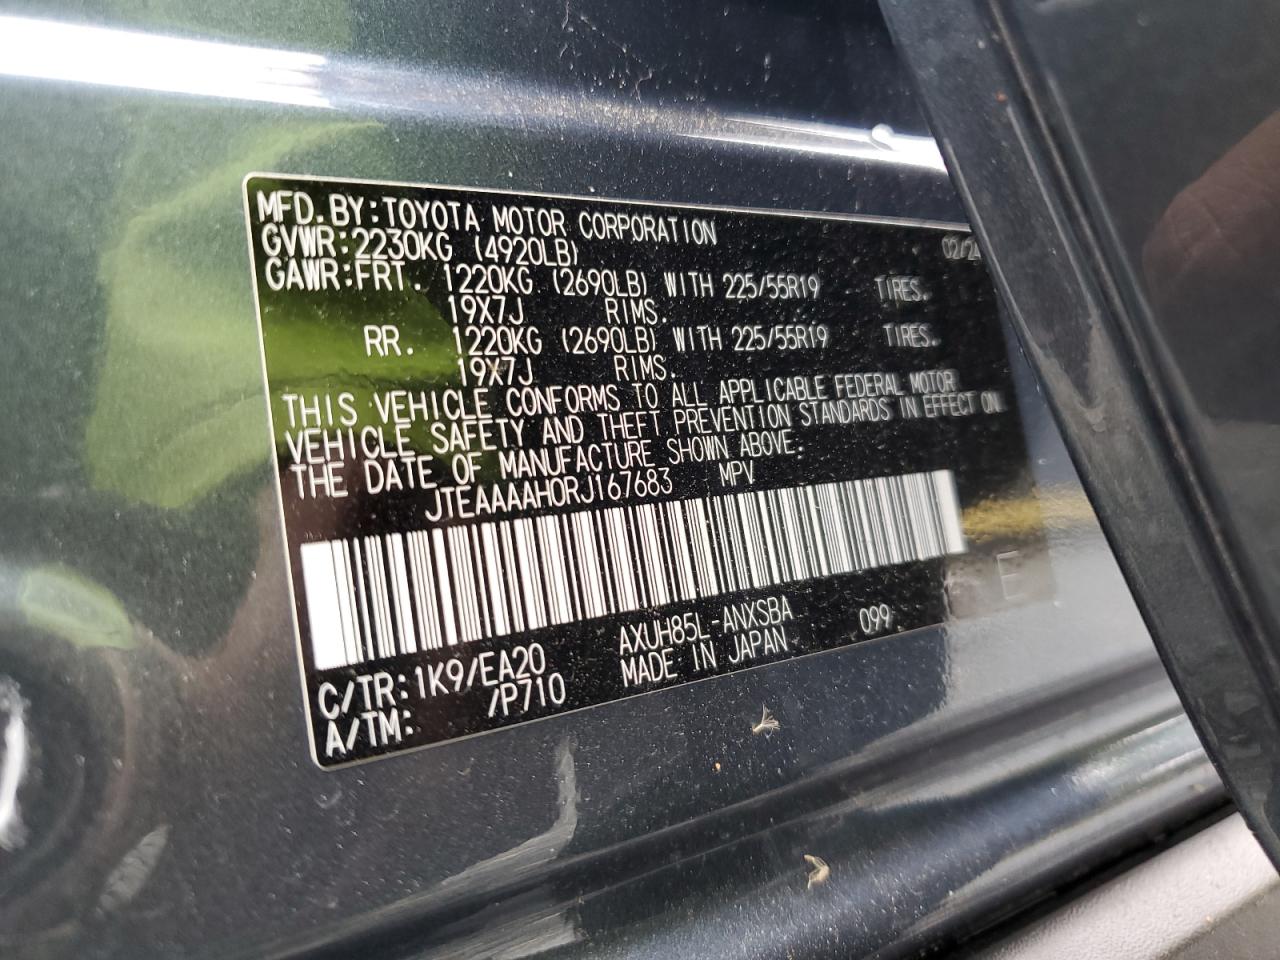 MFD.BY:TOYOTA MOTOR CORPORATION
GVWR:2230KG (4920LB)
GAWR:FRT. 1220KG (2690LB) WITH 225/55R19 TIRES.
19X7J RIMS.
RR. 1220KG (2690LB) WITH 225/55R19 TIRES.
19X7J RIMS.
THIS VEHICLE CONFORMS TO ALL APPLICABLE FEDERAL MOTOR
VEHICLE SAFETY AND THEFT PREVENTION STANDARDS IN EFFECT ON
THE DATE OF MANUFACTURE SHOWN ABOVE.
JTEAAAAH0RJ167683 MPV
C/TR:1K9/EA20 AXUH85L-ANXSBA 099
A/TM: /P710 MADE IN JAPAN
E